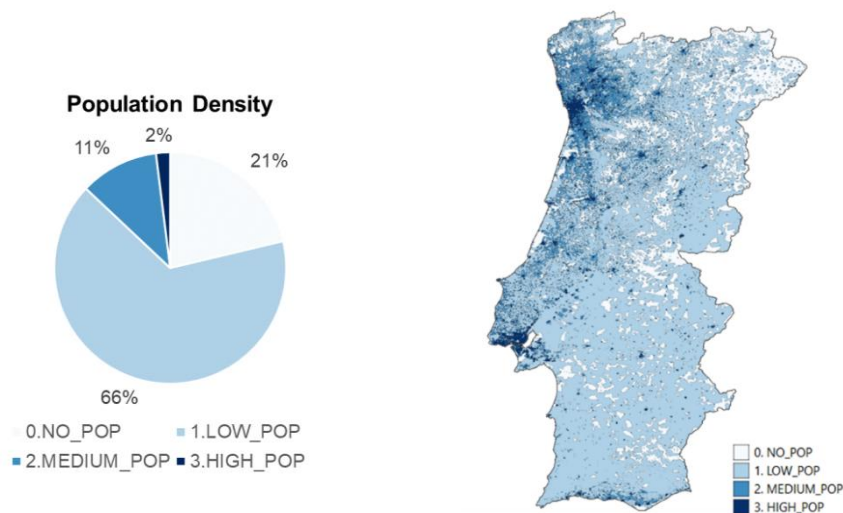 Population Density
2%
11%
21%
66%
0.NO_POP
1.LOW_POP
2.MEDIUM_POP
3.HIGH_POP
0. NO_POP
1. LOW_POP
2. MEDIUM_POP
3. HIGH_POP